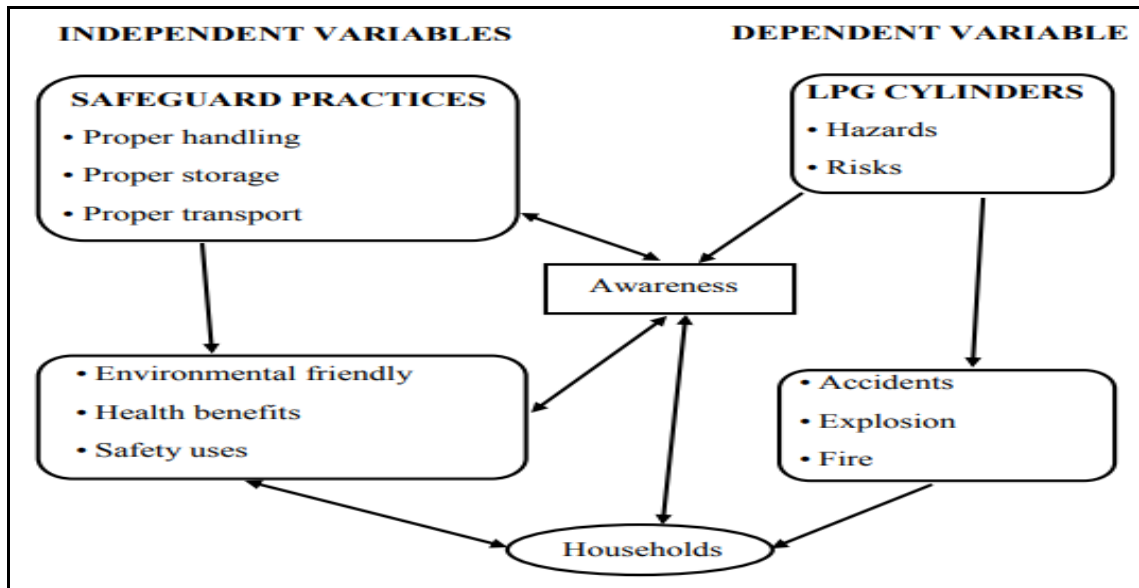 INDEPENDENT VARIABLES
DEPENDENT VARIABLE
SAFEGUARD PRACTICES
• Proper handling
• Proper storage
• Proper transport
LPG CYLINDERS
• Hazards
• Risks
Awareness
• Environmental friendly
• Health benefits
• Safety uses
• Accidents
• Explosion
• Fire
Households